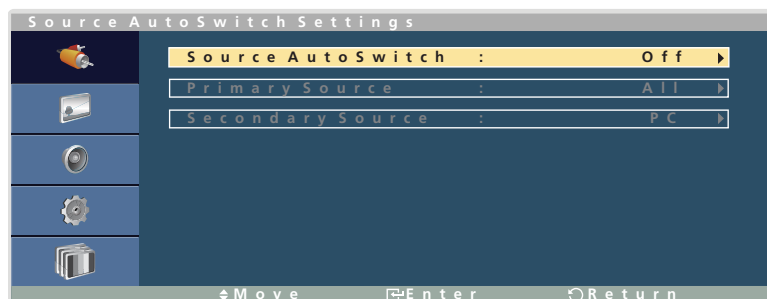 Source AutoSwitch Settings
Source AutoSwitch : Off
Primary Source : All
Secondary Source : PC
Move Enter Return